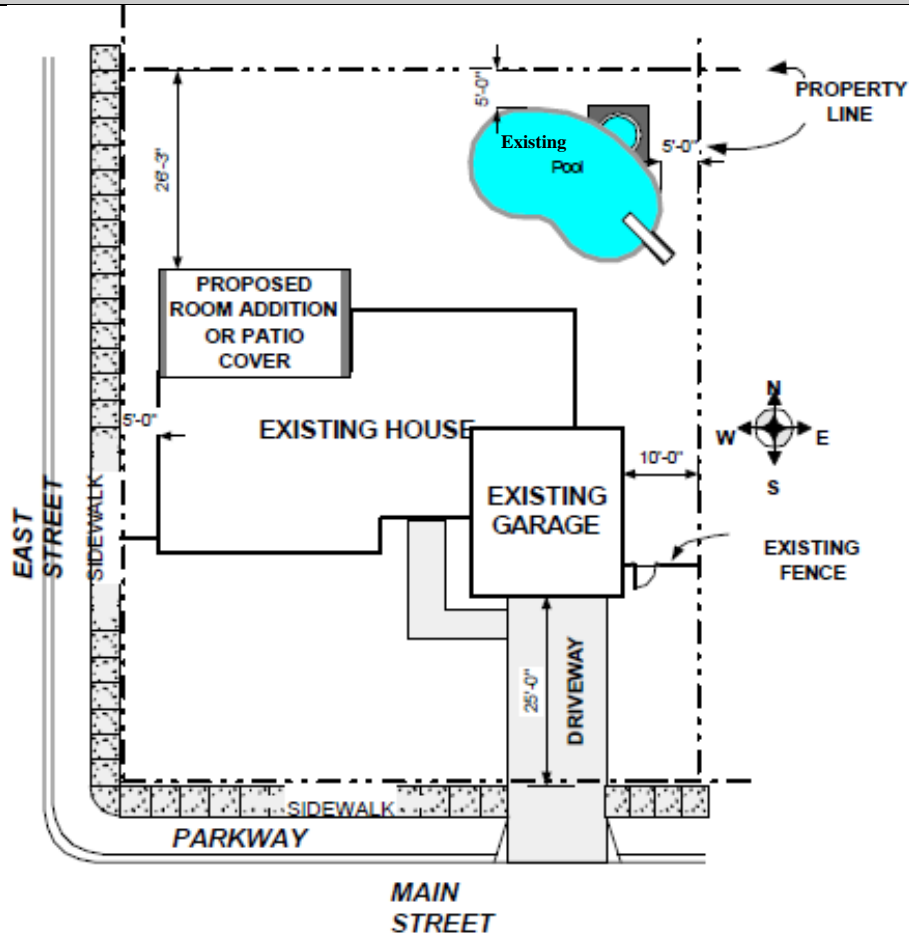 PROPERTY
LINE
5'-0"
Existing
Pool
5'-0"
26'-3"
PROPOSED
ROOM ADDITION
OR PATIO
COVER
5'-0"
EXISTING HOUSE
N
W
E
S
10'-0"
EXISTING
GARAGE
EAST
STREET
SIDEWALK
EXISTING
FENCE
25'-0"
DRIVEWAY
SIDEWALK
PARKWAY
MAIN
STREET